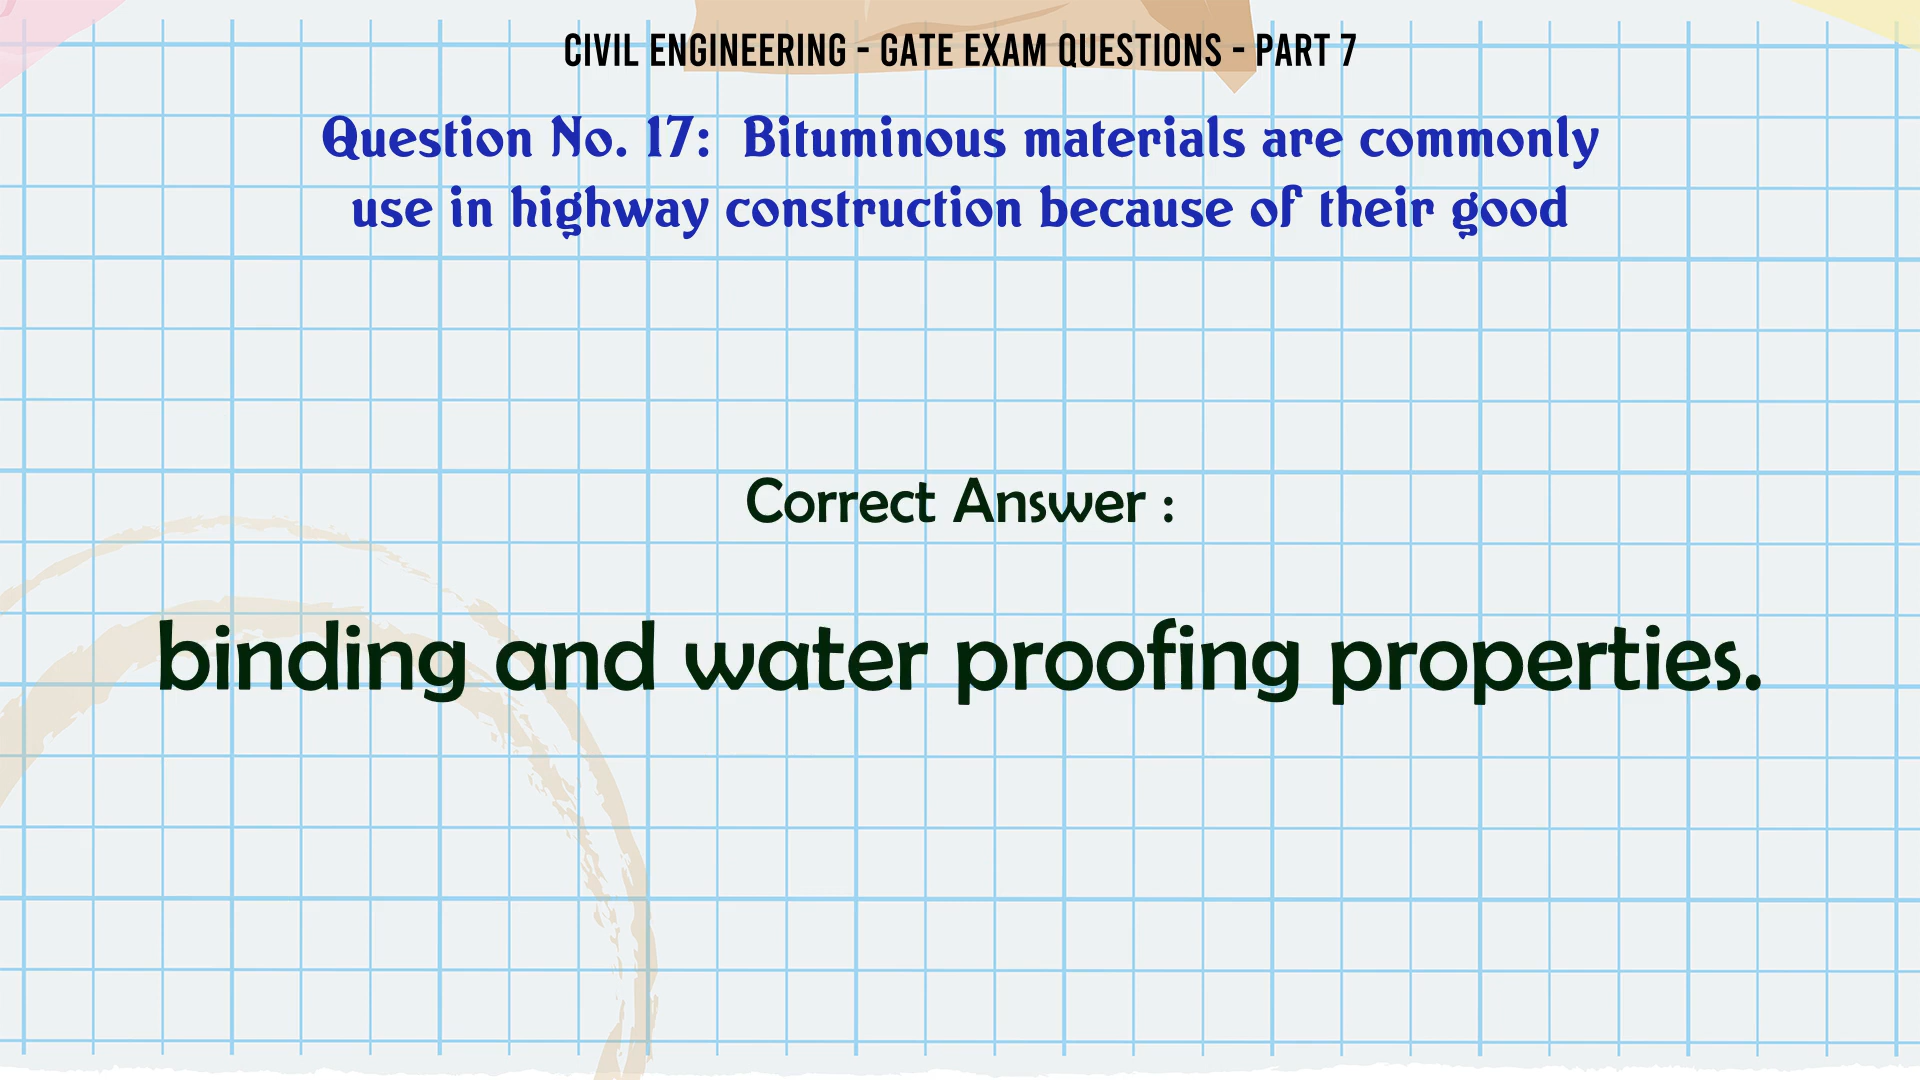 CIVIL ENGINEERING - GATE EXAM QUESTIONS - PART 7
Question No. 17: Bituminous materials are commonly
use in highway construction because of their good
Correct Answer :
binding and water proofing properties.